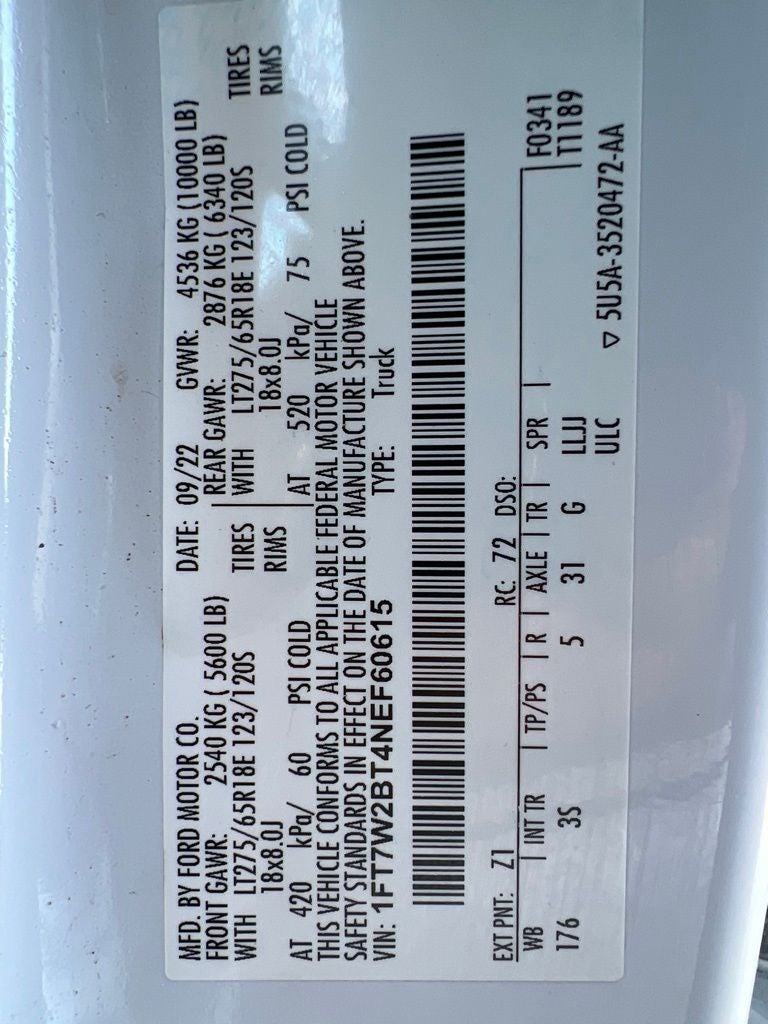 MFD. BY FORD MOTOR CO. DATE: 09/22 GVWR: 4536 KG (10000 LB)
FRONT GAWR: 2540 KG ( 5600 LB) REAR GAWR: 2876 KG ( 6340 LB)
WITH LT275/65R18E 123/120S TIRES WITH LT275/65R18E 123/120S TIRES
18x8.0J RIMS 18x8.0J RIMS
AT 420 kPa/ 60 PSI COLD AT 520 kPa/ 75 PSI COLD
THIS VEHICLE CONFORMS TO ALL APPLICABLE FEDERAL MOTOR VEHICLE
SAFETY STANDARDS IN EFFECT ON THE DATE OF MANUFACTURE SHOWN ABOVE.
VIN: 1FT7W2BT4NEF60615 TYPE: Truck
EXT PNT: Z1 RC: 72 DSO:
WB INT TR TP/PS R AXLE TR SPR F0341
176 3S 5 31 G LLJJ T1189
ULC ▽ 5U5A-3520472-AA